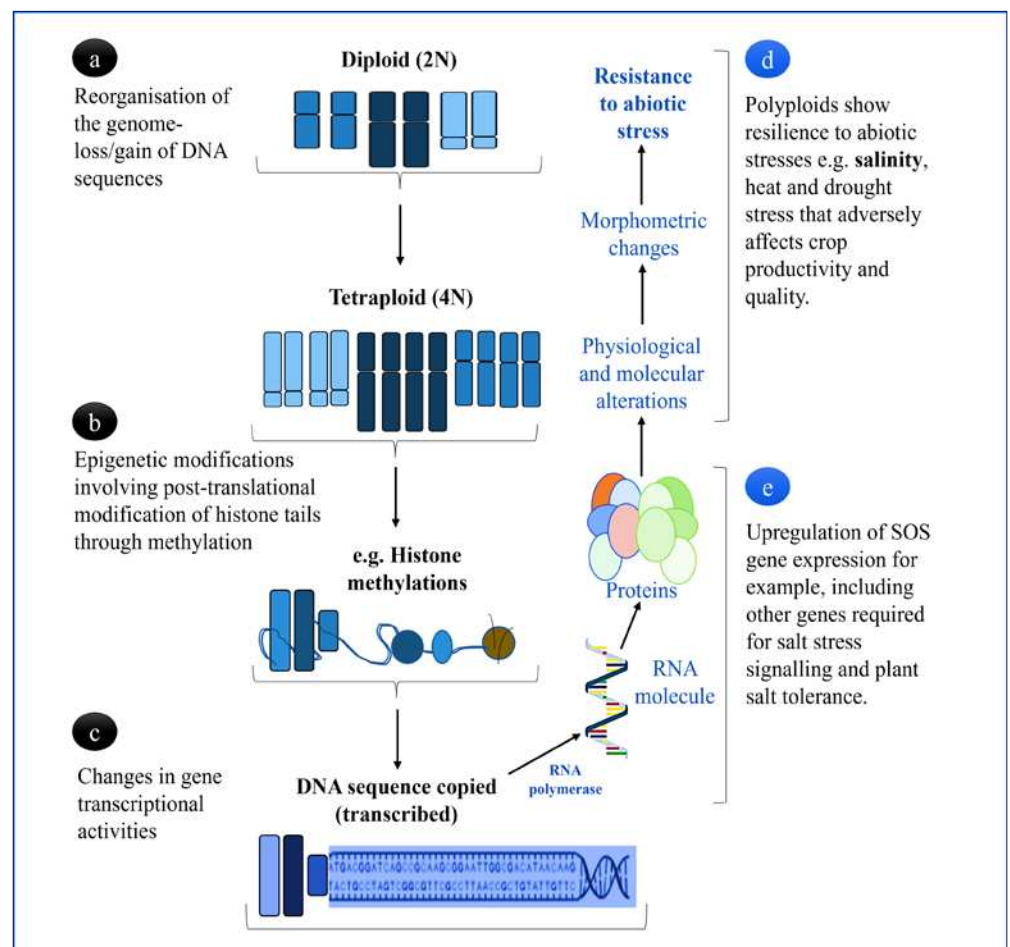 a
Reorganisation of
the genome-
loss/gain of DNA
sequences
Diploid (2N)
Tetraploid (4N)
b
Epigenetic modifications
involving post-translational
modification of histone tails
through methylation
e.g. Histone
methylations
c
Changes in gene
transcriptional
activities
DNA sequence copied
(transcribed)
RNA
polymerase
RNA
molecule
Proteins
Physiological
and molecular
alterations
Morphometric
changes
Resistance
to abiotic
stress
d
Polyploids show
resilience to abiotic
stresses e.g. salinity,
heat and drought
stress that adversely
affects crop
productivity and
quality.
e
Upregulation of SOS
gene expression for
example, including
other genes required
for salt stress
signalling and plant
salt tolerance.